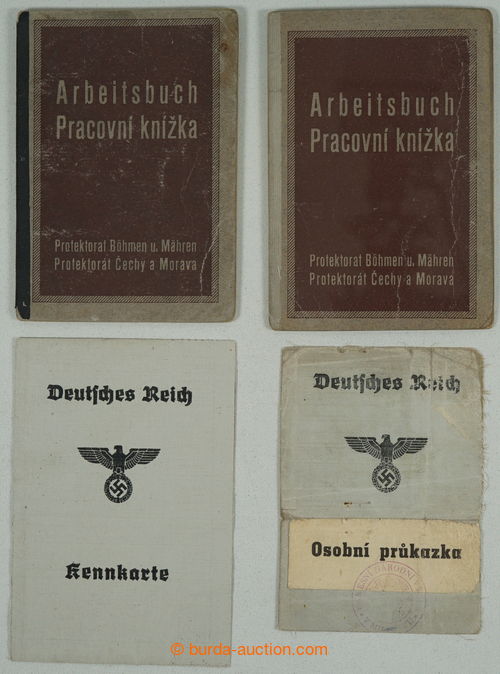 Arbeitsbuch
Pracovní knížka
Protektorat Böhmen u. Mähren
Protektorát Čechy a Morava
Arbeitsbuch
Pracovní knížka
Protektorat Böhmen u. Mähren
Protektorát Čechy a Morava
Deutsches Reich
Kennkarte
Deutsches Reich
Osobní průkazka
© burda-auction.com